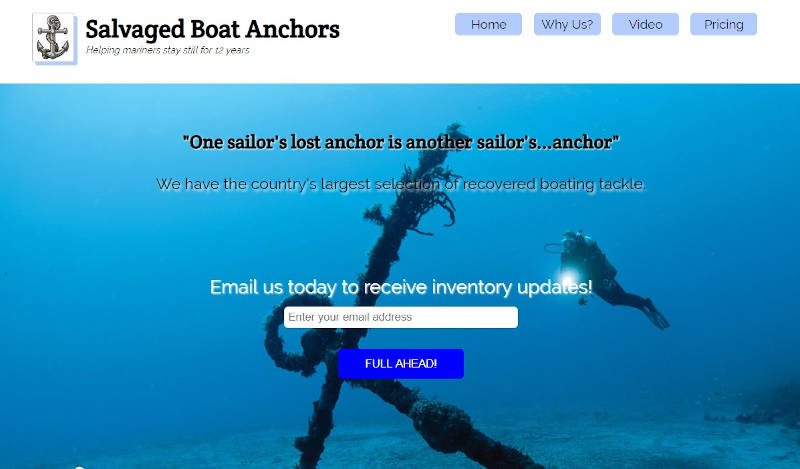 Salvaged Boat Anchors
Helping mariners stay still for 12 years
Home
Why Us?
Video
Pricing
"One sailor's lost anchor is another sailor's...anchor"
We have the country's largest selection of recovered boating tackle.
Email us today to receive inventory updates!
Enter your email address
FULL AHEAD!